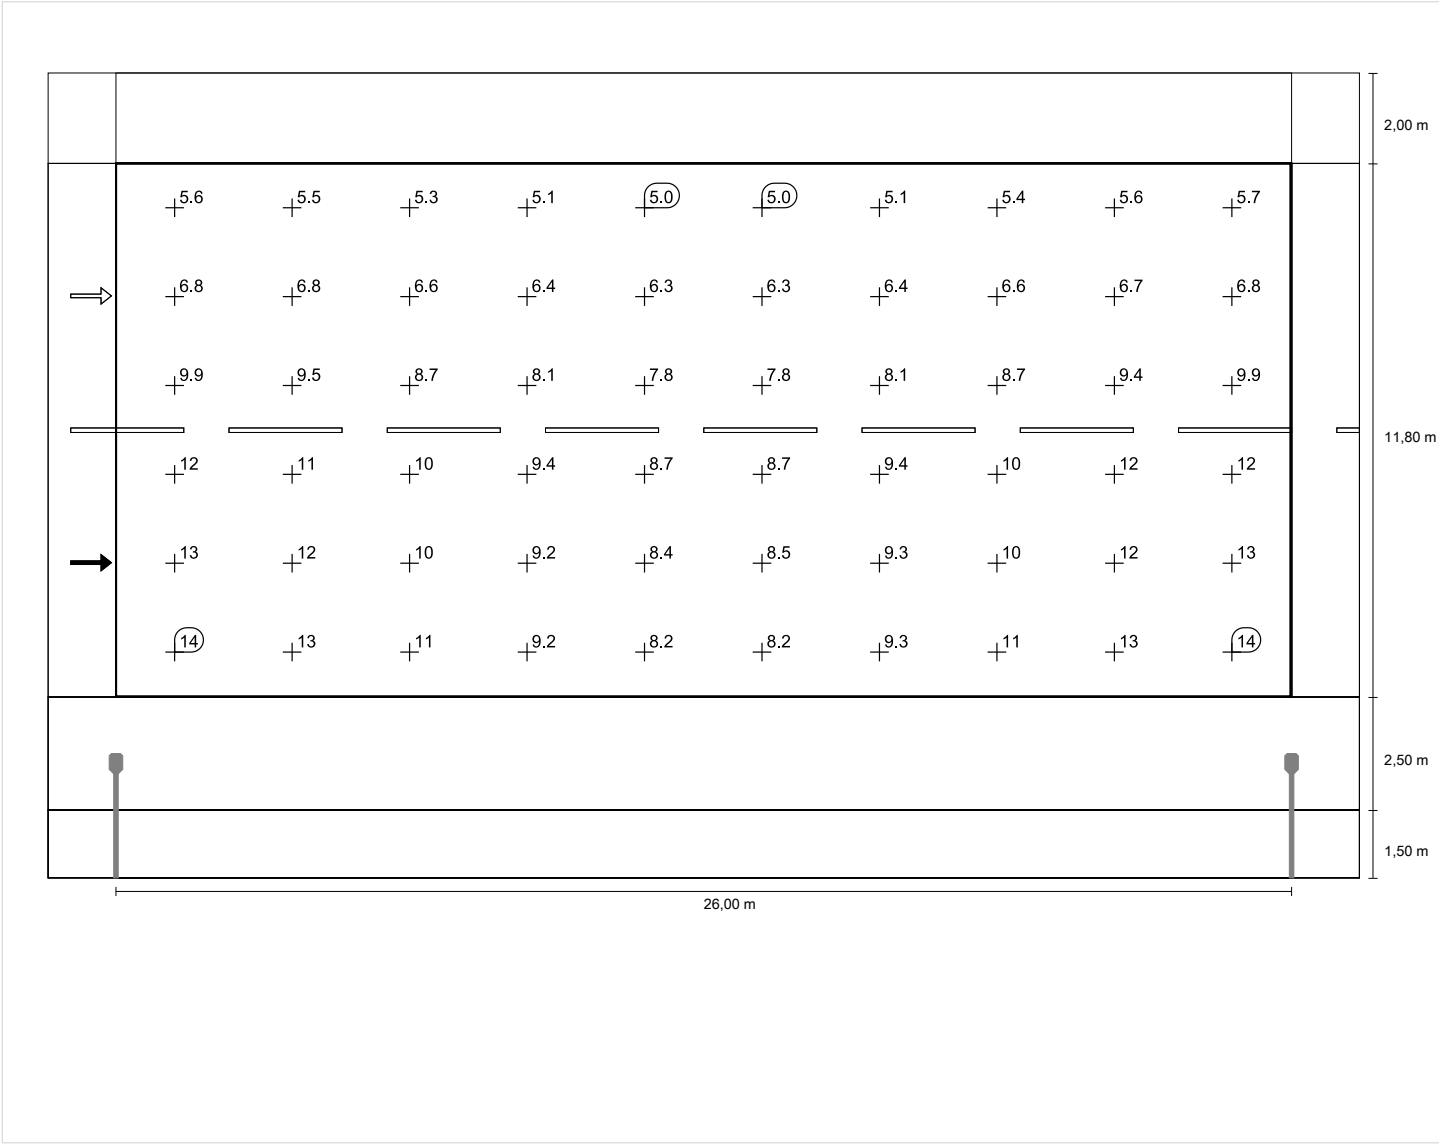 2,00 m
5.6 5.5 5.3 5.1 5.0 5.0 5.1 5.4 5.6 5.7
6.8 6.8 6.6 6.4 6.3 6.3 6.4 6.6 6.7 6.8
9.9 9.5 8.7 8.1 7.8 7.8 8.1 8.7 9.4 9.9
11,80 m
12 11 10 9.4 8.7 8.7 9.4 10 12 12
13 12 10 9.2 8.4 8.5 9.3 10 12 13
14 13 11 9.2 8.2 8.2 9.3 11 13 14
2,50 m
1,50 m
26,00 m